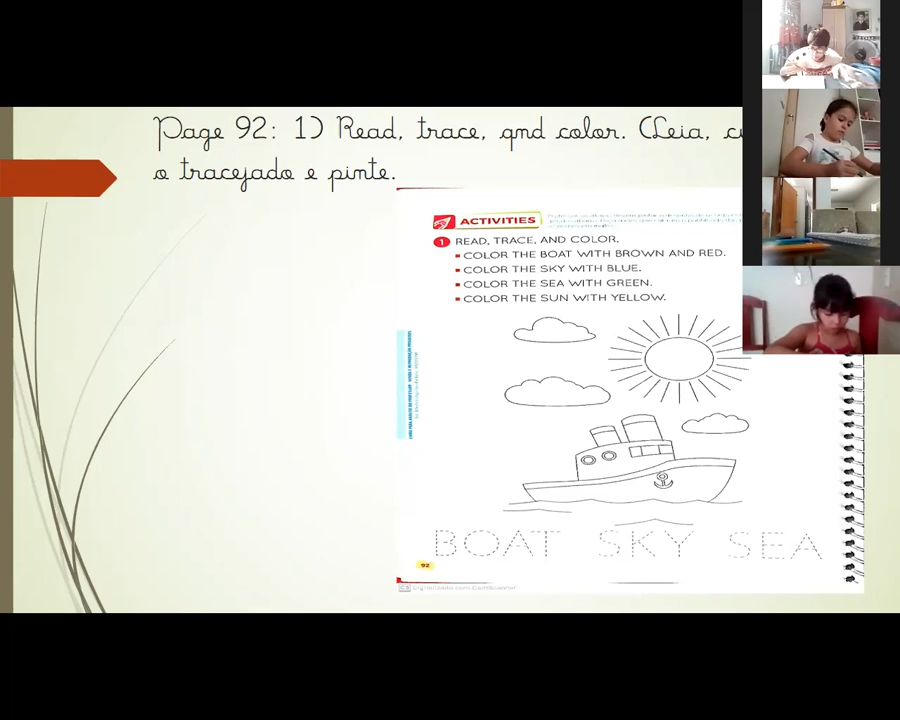 Page 92: 1) Read, trace, and color. (Leia,
o tracejado e pinte.
ACTIVITIES
1 READ, TRACE, AND COLOR.
COLOR THE BOAT WITH BROWN AND RED.
COLOR THE SKY WITH BLUE.
COLOR THE SEA WITH GREEN.
COLOR THE SUN WITH YELLOW.
BOAT SKY SEA
92